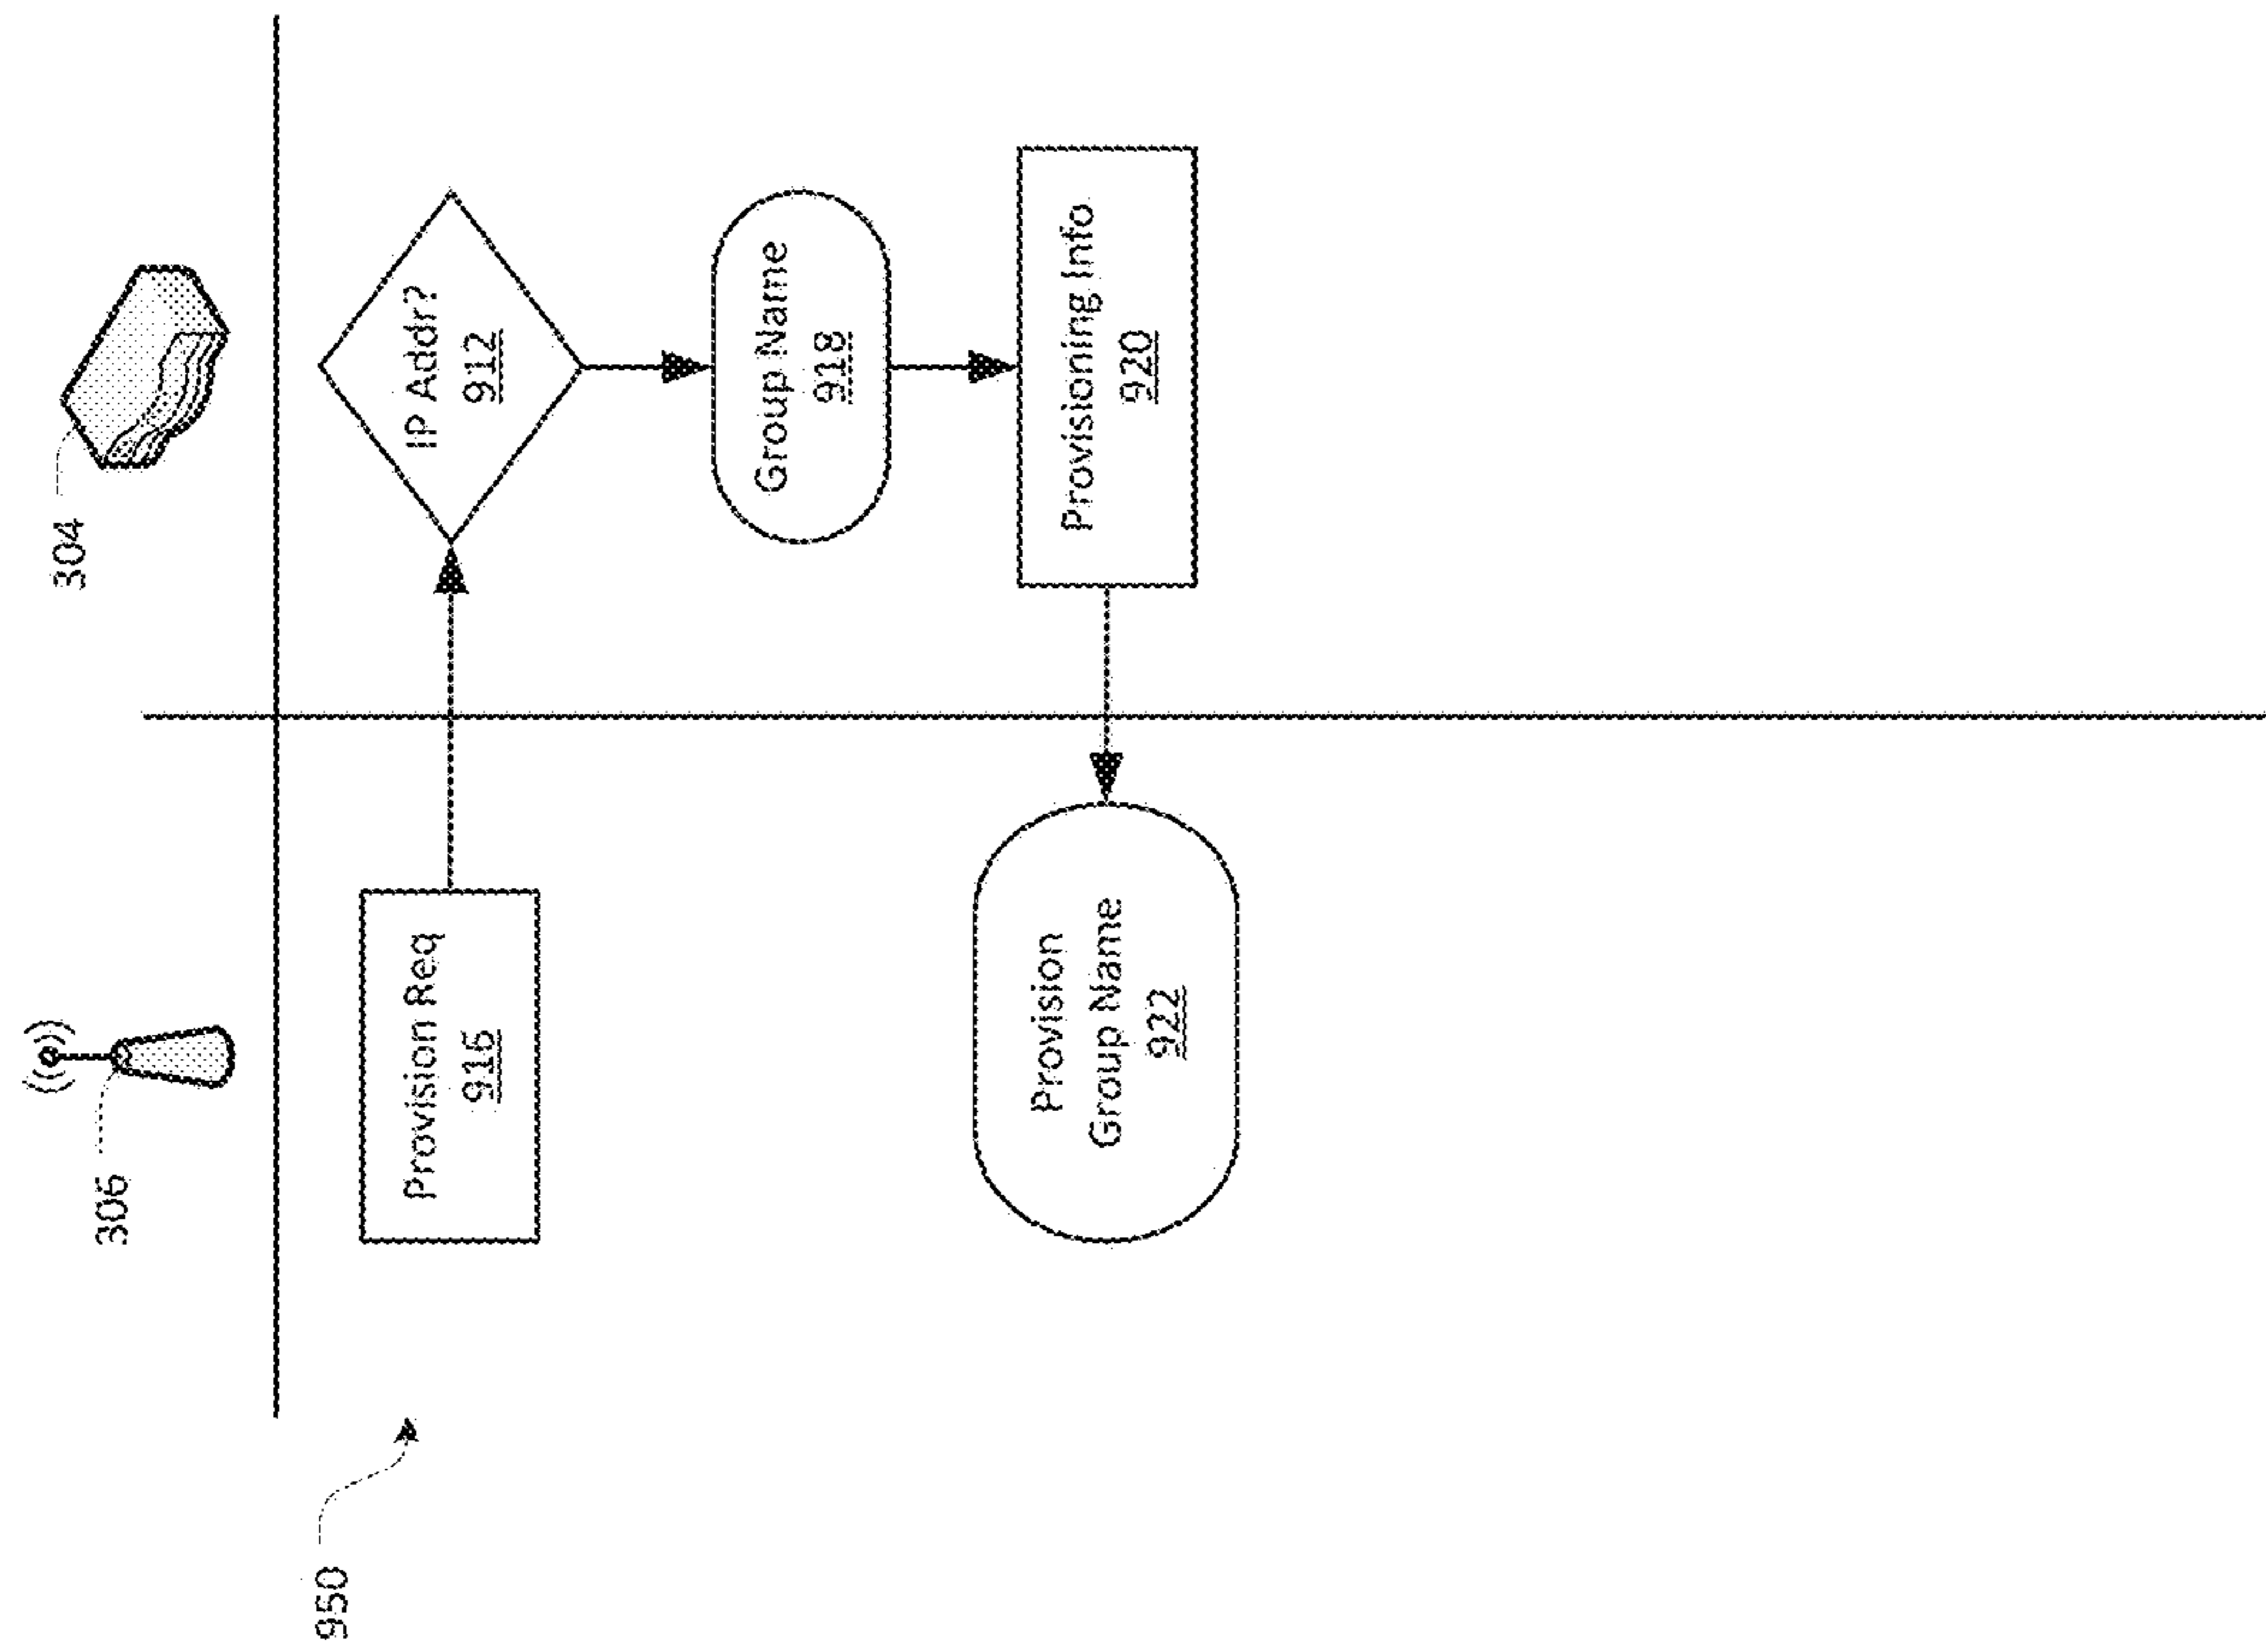 950
306
304
Provision Req
916
IP Addr?
912
Group Name
918
Provisioning Info
920
Provision
Group Name
922